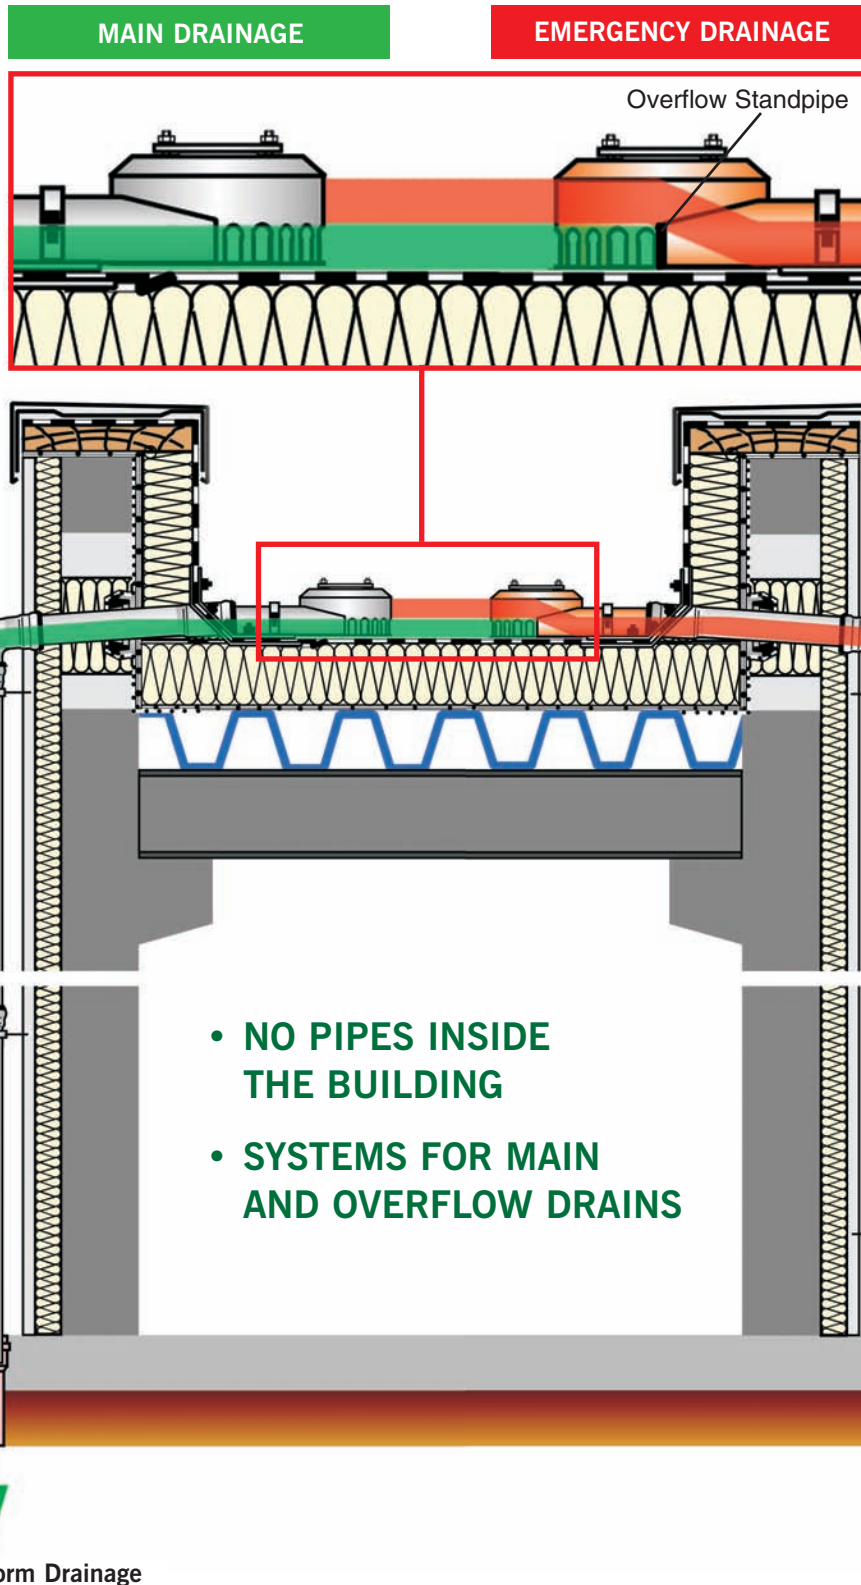 MAIN DRAINAGE
EMERGENCY DRAINAGE
Overflow Standpipe
• NO PIPES INSIDE
THE BUILDING
• SYSTEMS FOR MAIN
AND OVERFLOW DRAINS
Drainage